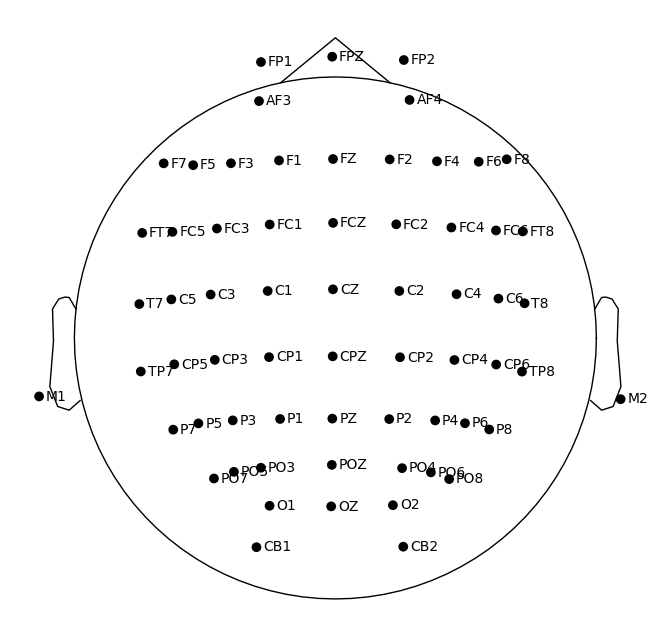 FP1 FPZ FP2
AF3 AF4
F7 F5 F3 F1 FZ F2 F4 F6 F8
FT7 FC5 FC3 FC1 FCZ FC2 FC4 FC6 FT8
T7 C5 C3 C1 CZ C2 C4 C6 T8
TP7 CP5 CP3 CP1 CPZ CP2 CP4 CP6 TP8
M1 M2
P7 P5 P3 P1 PZ P2 P4 P6 P8
PO7 PO5 PO3 POZ PO4 PO6 PO8
O1 OZ O2
CB1 CB2